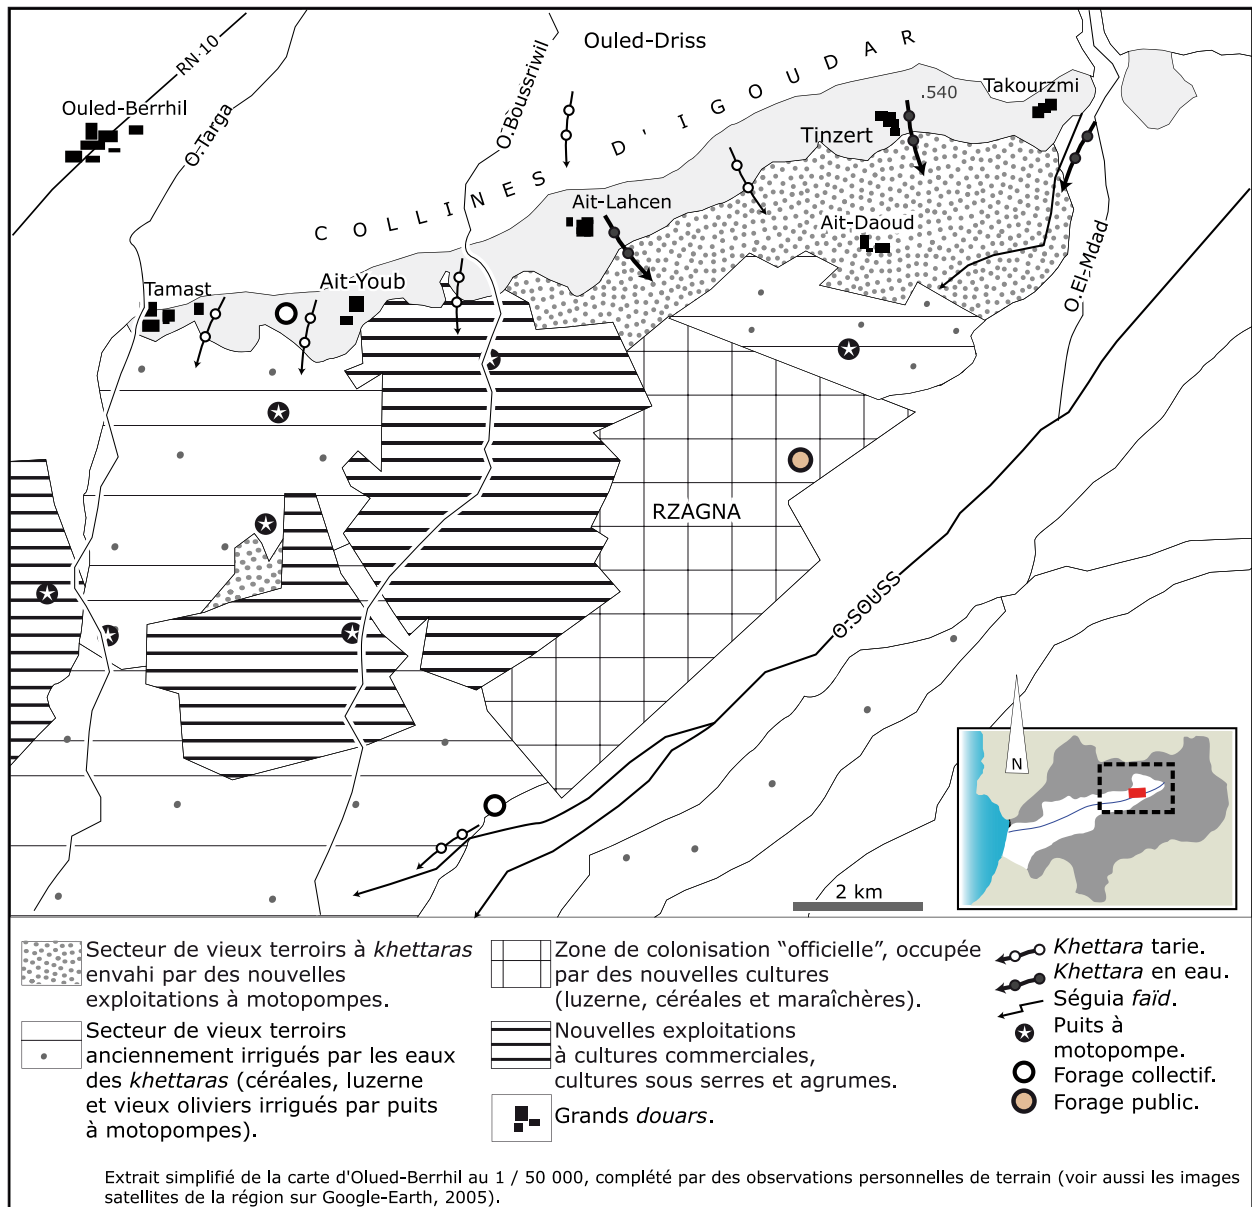 Ouled-Driss
RN·10
O.Boussriwil
COLLINES D'IGOUDAR
Takourzmi
.540
Ouled-Berrhil
O.Targa
Tinzert
Ait-Lahcen
Ait-Daoud
O.El-Mdad
Ait-Youb
Tamast
RZAGNA
O.SOUSS
N
2 km
Secteur de vieux terroirs à khettaras
envahi par des nouvelles
exploitations à motopompes.
Secteur de vieux terroirs
anciennement irrigués par les eaux
des khettaras (céréales, luzerne
et vieux oliviers irrigués par puits
à motopompes).
Zone de colonisation "officielle", occupée
par des nouvelles cultures
(luzerne, céréales et maraîchères).
Nouvelles exploitations
à cultures commerciales,
cultures sous serres et agrumes.
Grands douars.
Khettara tarie.
Khettara en eau.
Séguia faïd.
Puits à
motopompe.
Forage collectif.
Forage public.
Extrait simplifié de la carte d'Olued-Berrhil au 1 / 50 000, complété par des observations personnelles de terrain (voir aussi les images
satellites de la région sur Google-Earth, 2005).